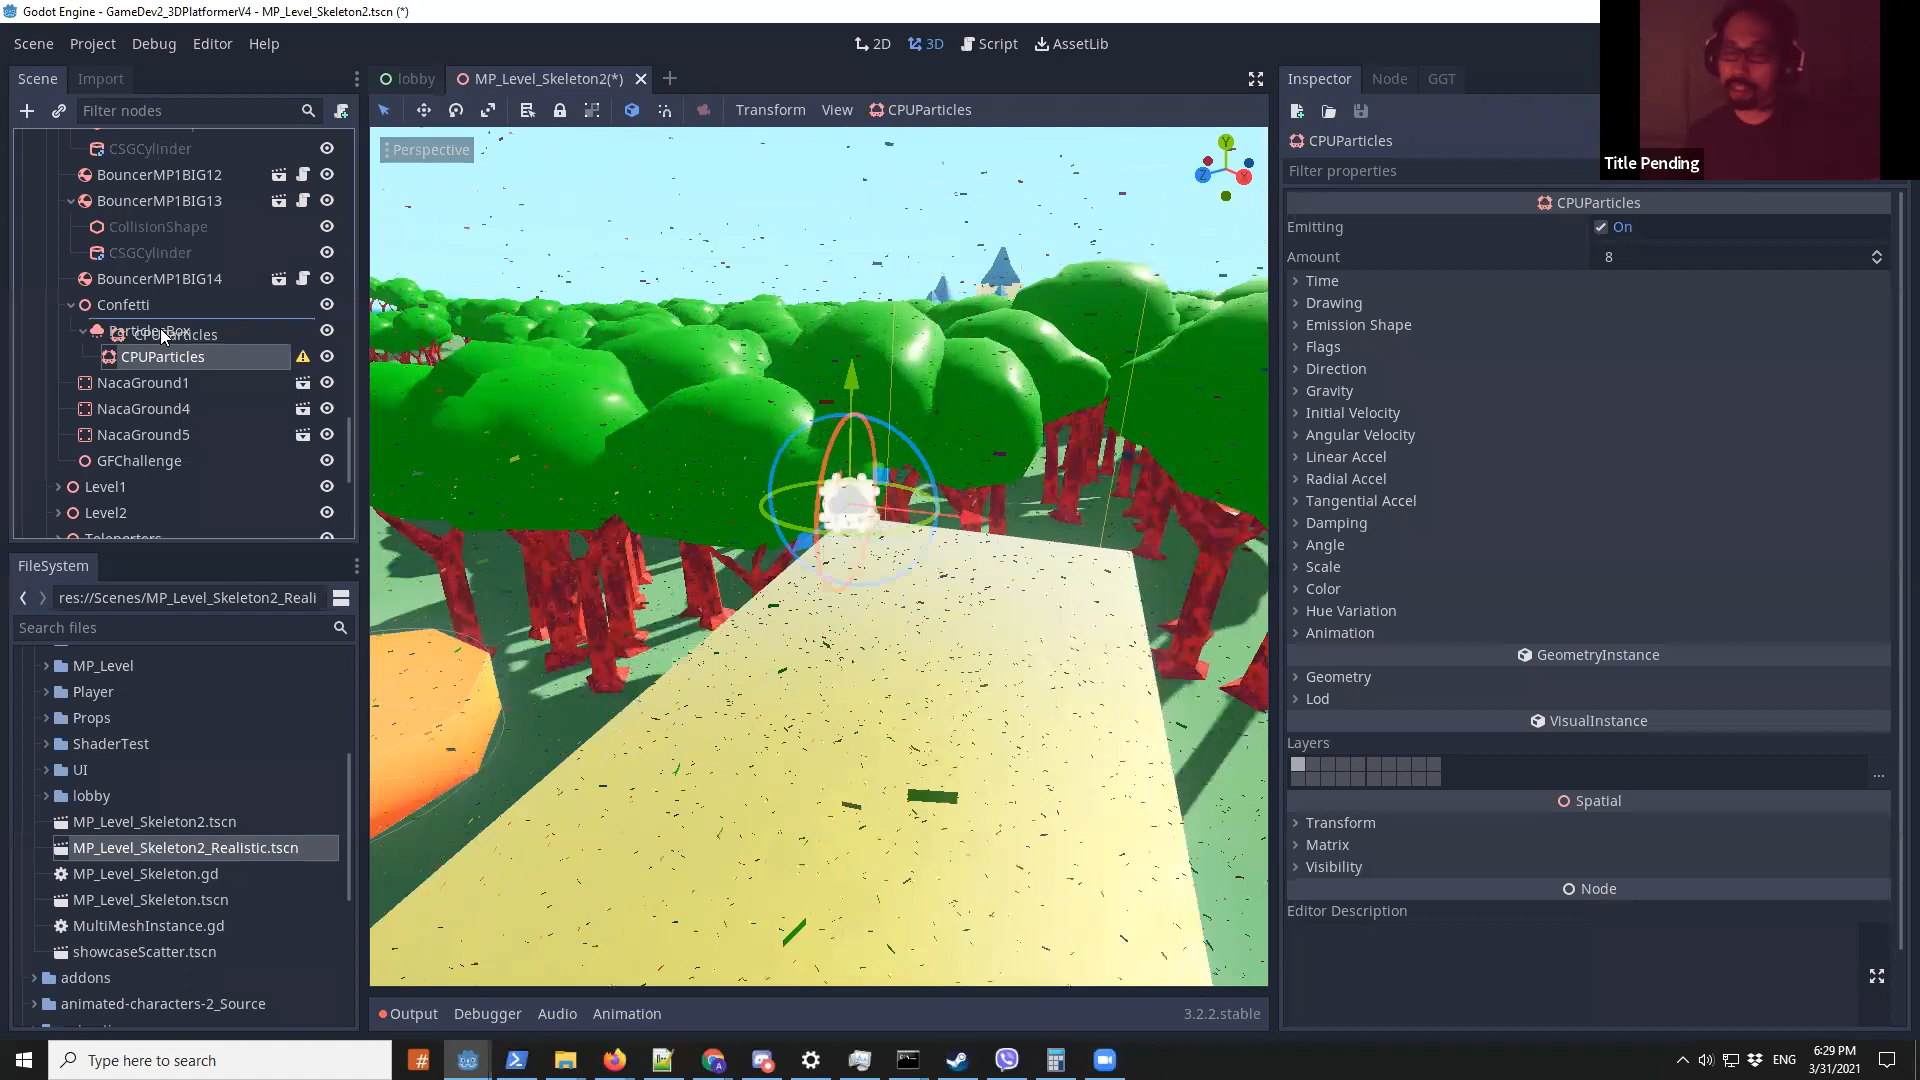 Godot Engine - GameDev2_3DPlatformerV4 - MP_Level_Skeleton2.tscn (*)
Scene Project Debug Editor Help
2D 3D Script AssetLib
Scene Import
lobby MP_Level_Skeleton2(*)
Inspector Node GGT
Filter nodes
Transform View CPUParticles
Perspective
Y
Z
CPUParticles
Title Pending
Filter properties
CSGCylinder
BouncerMP1BIG12
BouncerMP1BIG13
CollisionShape
CSGCylinder
BouncerMP1BIG14
Confetti
CPUParticles
CPUParticles
NacaGround1
NacaGround4
NacaGround5
GFChallenge
Level1
Level2
CPUParticles
Emitting On
Amount 8
Time
Drawing
Emission Shape
Flags
Direction
Gravity
Initial Velocity
Angular Velocity
Linear Accel
Radial Accel
Tangential Accel
Damping
Angle
Scale
Color
Hue Variation
Animation
GeometryInstance
Geometry
Lod
VisualInstance
Layers
...
Spatial
Transform
Matrix
Visibility
Node
Editor Description
FileSystem
res://Scenes/MP_Level_Skeleton2_Reali
Search files
MP_Level
Player
Props
ShaderTest
UI
lobby
MP_Level_Skeleton2.tscn
MP_Level_Skeleton2_Realistic.tscn
MP_Level_Skeleton.gd
MP_Level_Skeleton.tscn
MultiMeshInstance.gd
showcaseScatter.tscn
addons
animated-characters-2_Source
Output Debugger Audio Animation
3.2.2.stable
Type here to search
ENG
6:29 PM
3/31/2021